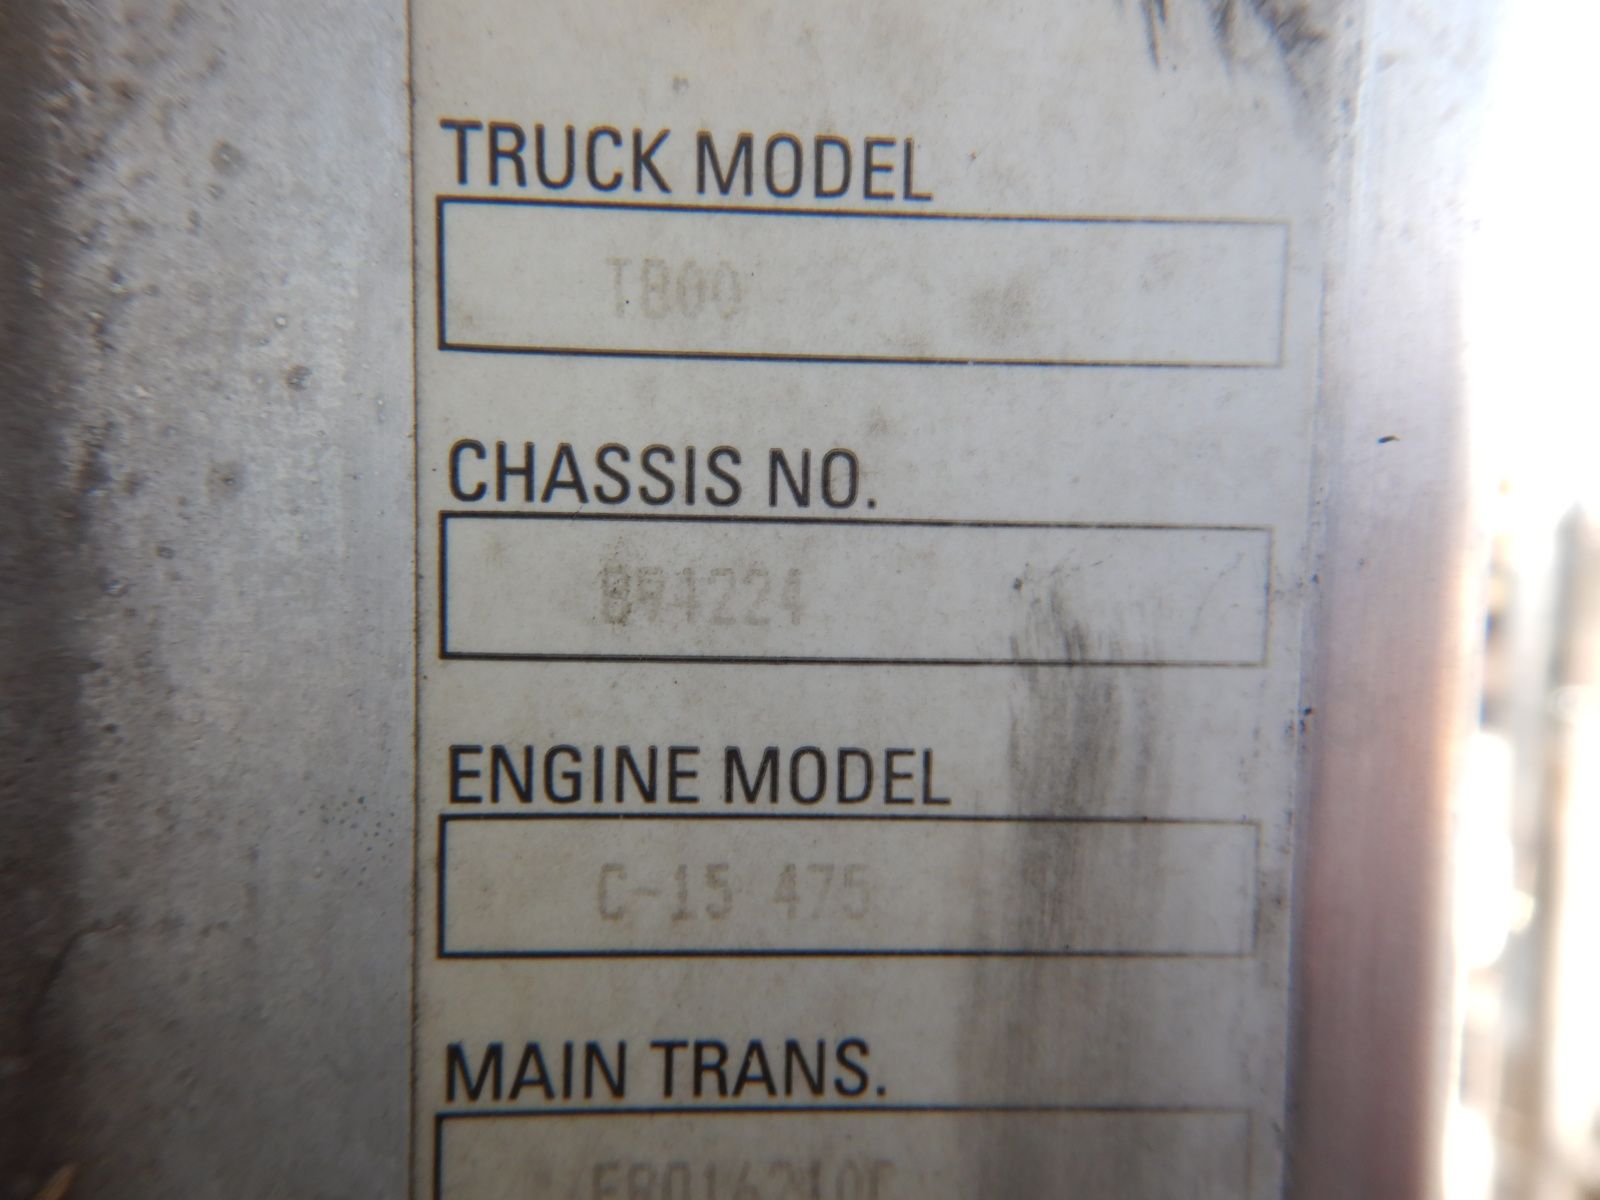 TRUCK MODEL
T800
CHASSIS NO.
ENGINE MODEL
C-15 475
MAIN TRANS.